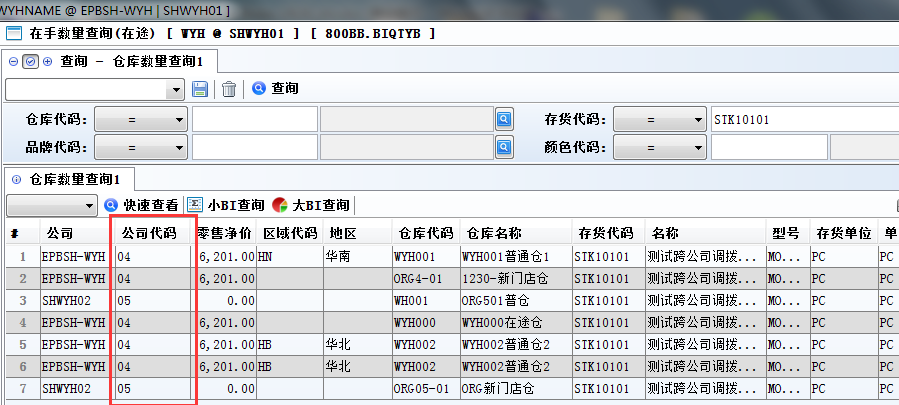 WYHNAME @ EPBSH-WYH | SHWYH01 ]
在手数量查询(在途) [ WYH @ SHWYH01 ] [ 800BB.BIQTYB ]
查询 - 仓库数量查询1
查询
仓库代码: = 存货代码: = STK10101
品牌代码: = 颜色代码: =
仓库数量查询1
快速查看 小BI查询 大BI查询
# 公司 公司代码 零售净价 区域代码 地区 仓库代码 仓库名称 存货代码 名称 型号 存货单位 单
1 EPBSH-WYH 04 6,201.00 HN 华南 WYH001 WYH001普通仓1 STK10101 测试跨公司调拨... MO... PC PC
2 EPBSH-WYH 04 6,201.00 ORG4-01 1230-新门店仓 STK10101 测试跨公司调拨... MO... PC PC
3 SHWYH02 05 0.00 WH001 ORG501普仓 STK10101 测试跨公司调拨... MO... PC PC
4 EPBSH-WYH 04 6,201.00 WYH000 WYH000在途仓 STK10101 测试跨公司调拨... MO... PC PC
5 EPBSH-WYH 04 6,201.00 HB 华北 WYH002 WYH002普通仓2 STK10101 测试跨公司调拨... MO... PC PC
6 EPBSH-WYH 04 6,201.00 HB 华北 WYH002 WYH002普通仓2 STK10101 测试跨公司调拨... MO... PC PC
7 SHWYH02 05 0.00 ORG05-01 ORG新门店仓 STK10101 测试跨公司调拨... MO... PC PC